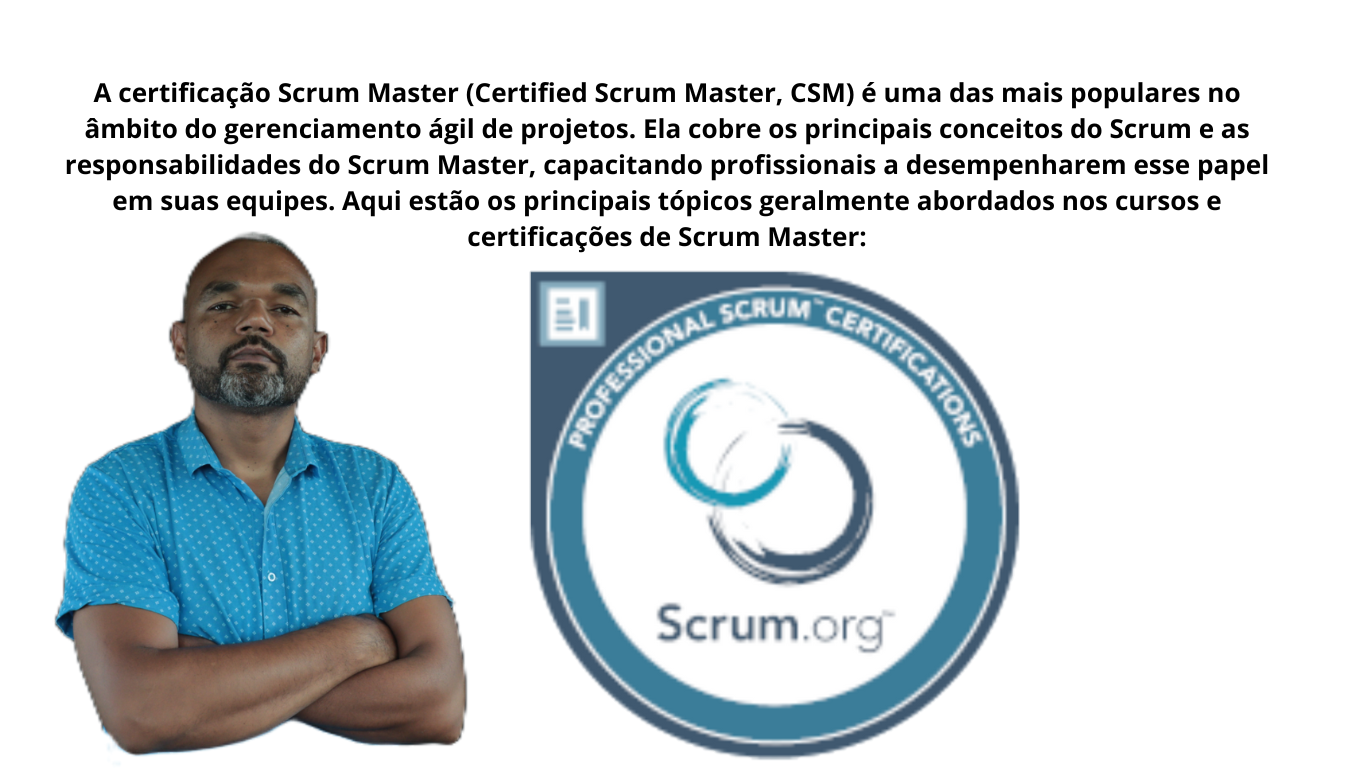 A certificação Scrum Master (Certified Scrum Master, CSM) é uma das mais populares no
âmbito do gerenciamento ágil de projetos. Ela cobre os principais conceitos do Scrum e as
responsabilidades do Scrum Master, capacitando profissionais a desempenharem esse papel
em suas equipes. Aqui estão os principais tópicos geralmente abordados nos cursos e
certificações de Scrum Master:
PROFESSIONAL SCRUM™ CERTIFICATIONS
Scrum.org™